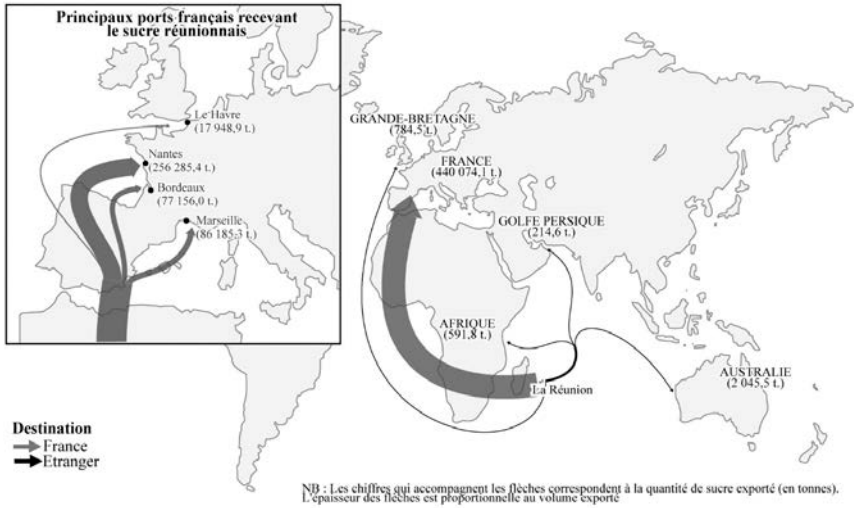 Principaux ports français recevant
le sucre réunionnais
Le Havre
(17 948,9 t.)
Nantes
(256 285,4 t.)
Bordeaux
(77 156,0 t.)
Marseille
(86 185,3 t.)
GRANDE-BRETAGNE
(784,5 t.)
FRANCE
(440 074,1 t.)
GOLFE PERSIQUE
(214,6 t.)
AFRIQUE
(591,8 t.)
La Réunion
AUSTRALIE
(2 045,5 t.)
Destination
France
Etranger
NB : Les chiffres qui accompagnent les flèches correspondent à la quantité de sucre exporté (en tonnes).
L'épaisseur des flèches est proportionnelle au volume exporté